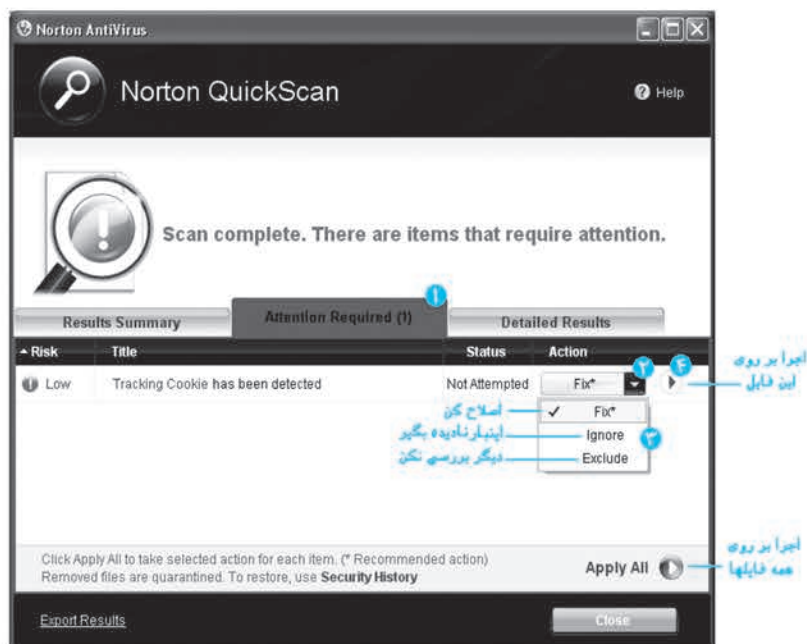 Norton AntiVirus
Norton QuickScan
Help
Scan complete. There are items that require attention.
۱
Results Summary
Attention Required (1)
Detailed Results
Risk Title Status Action
۲ ۴
Low Tracking Cookie has been detected Not Attempted Fix*
اجرا بر روی
این فایل
اصلاح کن
Fix*
اینبار نادیده بگیر
Ignore
۳
دیگر بررسی نکن
Exclude
Click Apply All to take selected action for each item. (* Recommended action)
Removed files are quarantined. To restore, use Security History
Apply All
اجرا بر روی
همه فایلها
Export Results
Close